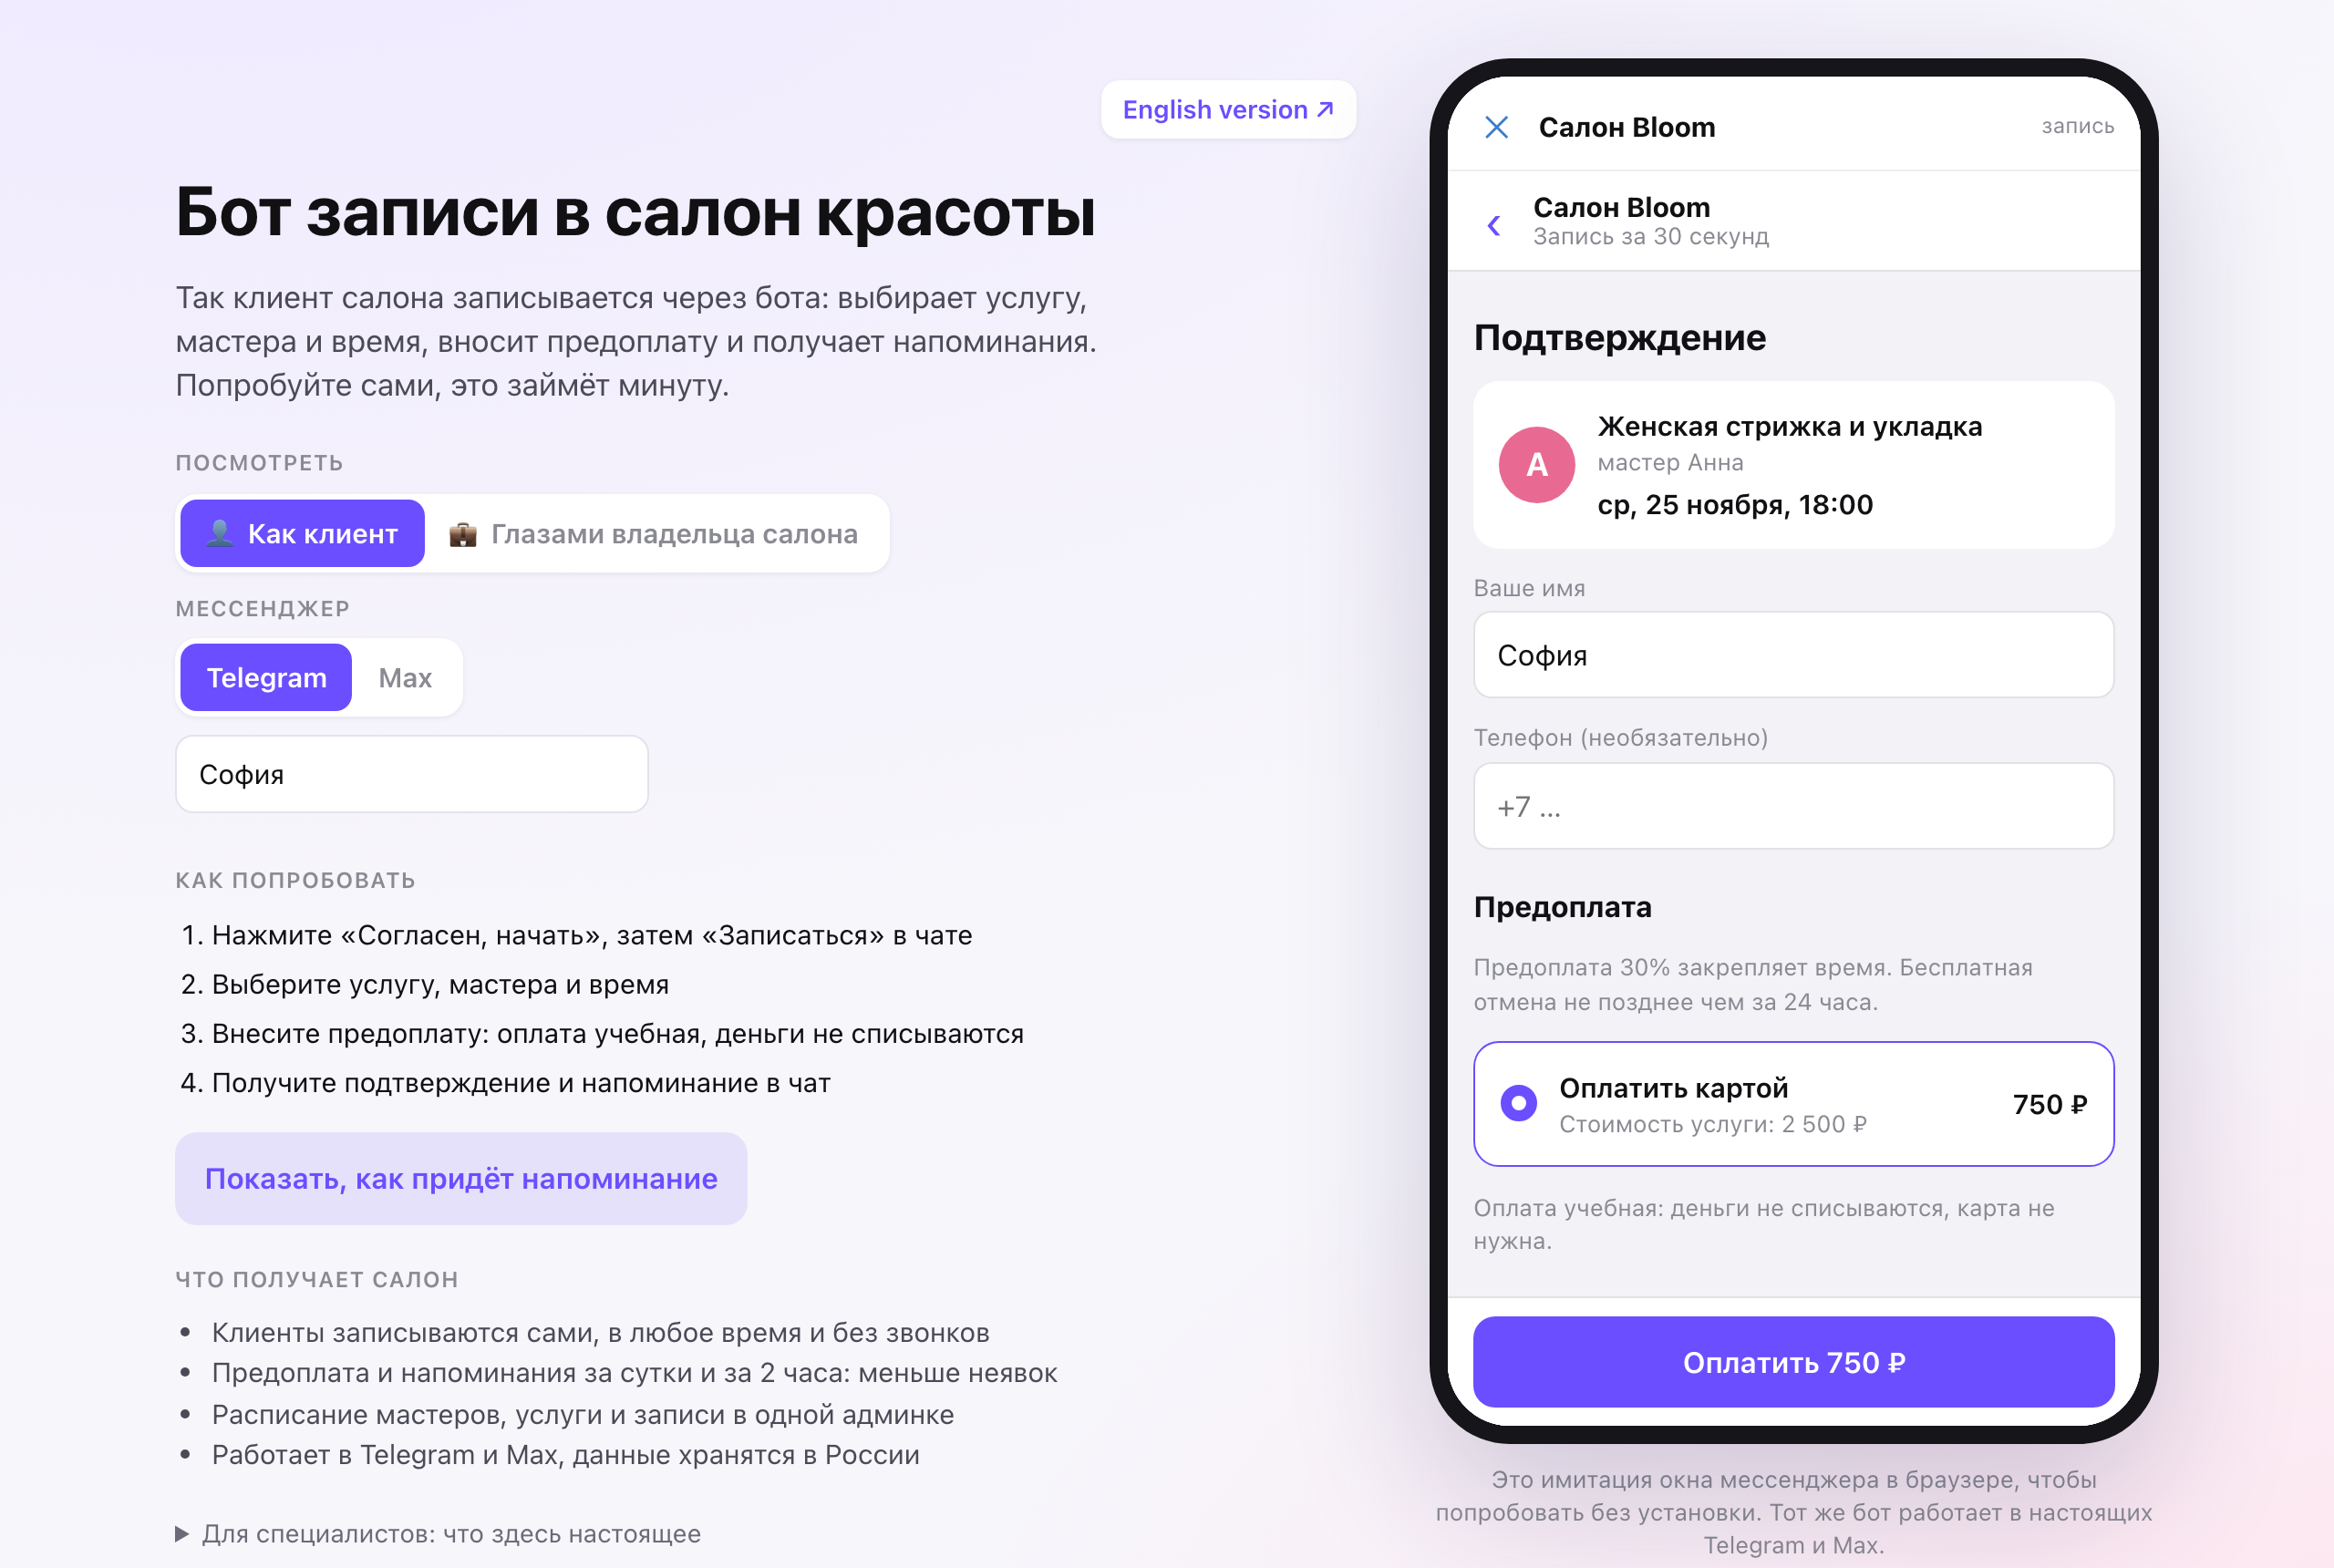 English version ↗
Бот записи в салон красоты
Так клиент салона записывается через бота: выбирает услугу,
мастера и время, вносит предоплату и получает напоминания.
Попробуйте сами, это займёт минуту.
ПОСМОТРЕТЬ
Как клиент
Глазами владельца салона
МЕССЕНДЖЕР
Telegram
Max
София
КАК ПОПРОБОВАТЬ
1. Нажмите «Согласен, начать», затем «Записаться» в чате
2. Выберите услугу, мастера и время
3. Внесите предоплату: оплата учебная, деньги не списываются
4. Получите подтверждение и напоминание в чат
Показать, как придёт напоминание
ЧТО ПОЛУЧАЕТ САЛОН
• Клиенты записываются сами, в любое время и без звонков
• Предоплата и напоминания за сутки и за 2 часа: меньше неявок
• Расписание мастеров, услуги и записи в одной админке
• Работает в Telegram и Max, данные хранятся в России
Для специалистов: что здесь настоящее
Салон Bloom
запись
Салон Bloom
Запись за 30 секунд
Подтверждение
А
Женская стрижка и укладка
мастер Анна
ср, 25 ноября, 18:00
Ваше имя
София
Телефон (необязательно)
+7 ...
Предоплата
Предоплата 30% закрепляет время. Бесплатная
отмена не позднее чем за 24 часа.
Оплатить картой
Стоимость услуги: 2 500 ₽
750 ₽
Оплата учебная: деньги не списываются, карта не
нужна.
Оплатить 750 ₽
Это имитация окна мессенджера в браузере, чтобы
попробовать без установки. Тот же бот работает в настоящих
Telegram и Max.